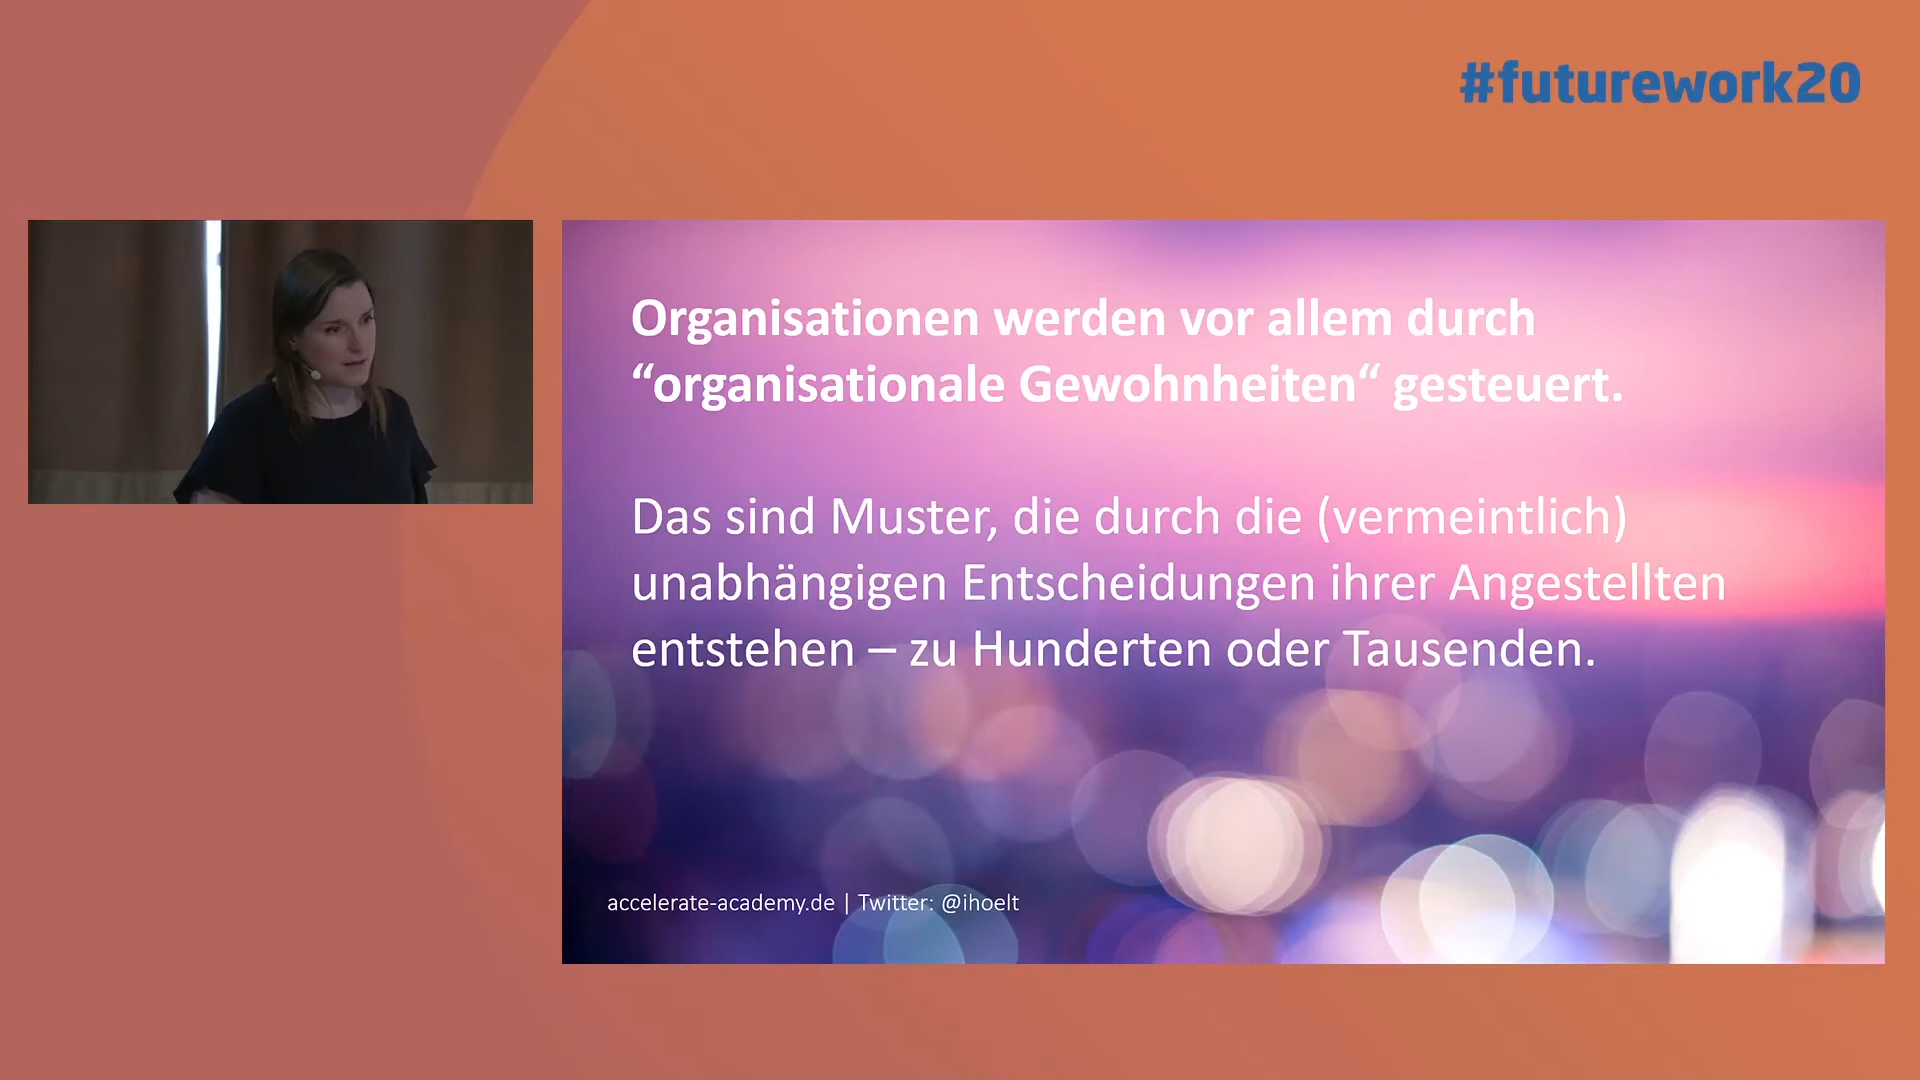 #futurework20
Organisationen werden vor allem durch
“organisationale Gewohnheiten“ gesteuert.
Das sind Muster, die durch die (vermeintlich)
unabhängigen Entscheidungen ihrer Angestellten
entstehen – zu Hunderten oder Tausenden.
accelerate-academy.de | Twitter: @ihoelt